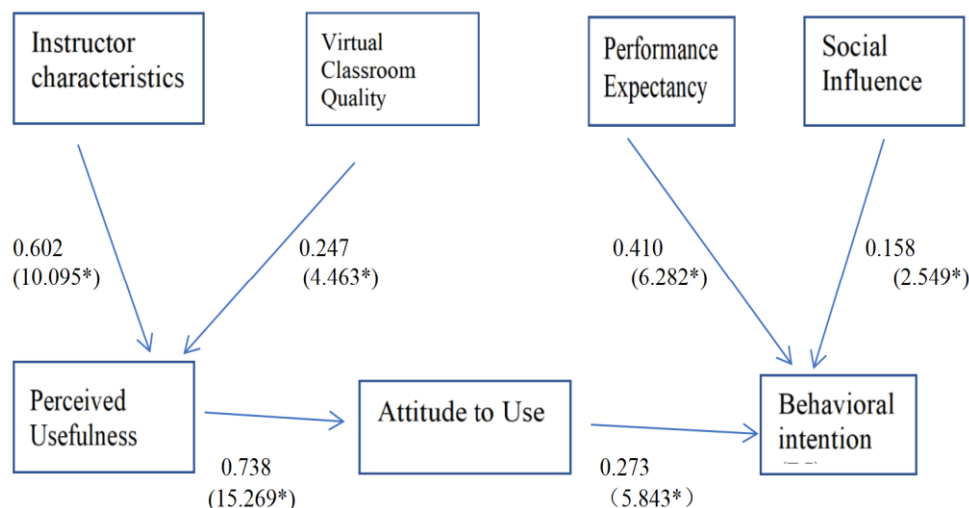 Instructor
characteristics
Virtual
Classroom
Quality
Performance
Expectancy
Social
Influence
0.602
(10.095*)
0.247
(4.463*)
0.410
(6.282*)
0.158
(2.549*)
Perceived
Usefulness
Attitude to Use
Behavioral
intention
0.738
(15.269*)
0.273
（5.843*）